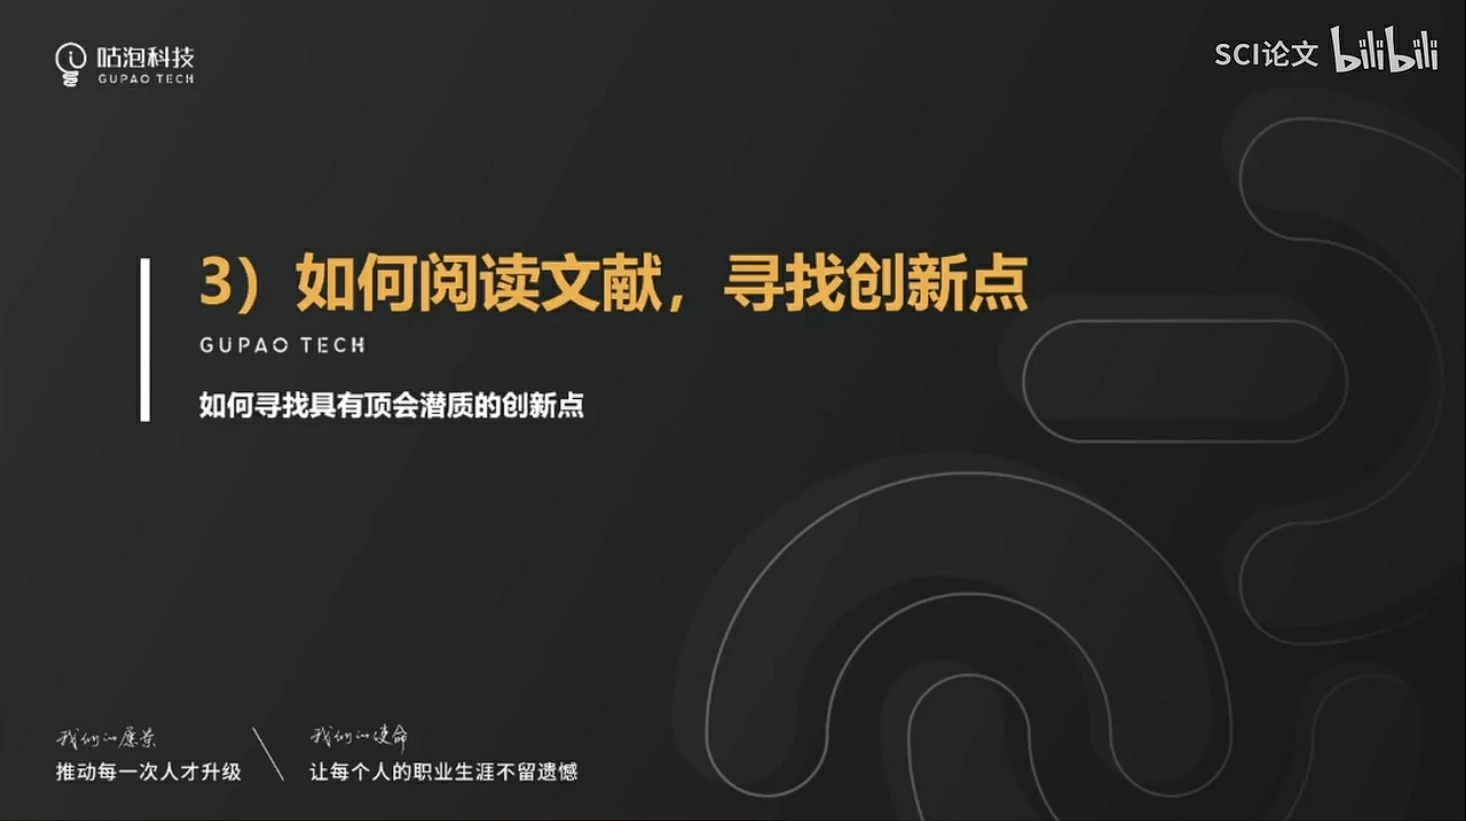 咕泡科技
GUPAO TECH
SCI论文 bilibili
3）如何阅读文献，寻找创新点
GUPAO TECH
如何寻找具有顶会潜质的创新点
我们的愿景
推动每一次人才升级
我们的使命
让每个人的职业生涯不留遗憾